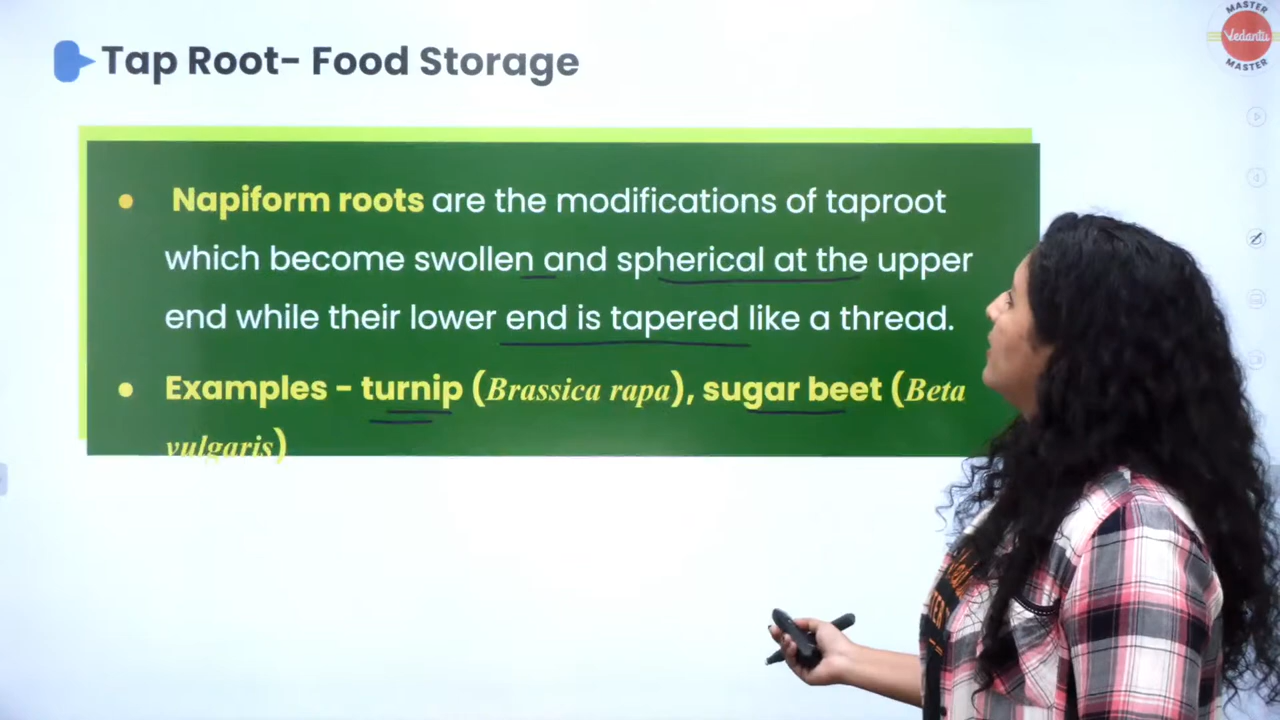 Tap Root- Food Storage
MASTER
Vedantu
MASTER
Napiform roots are the modifications of taproot
which become swollen and spherical at the upper
end while their lower end is tapered like a thread.
Examples - turnip (Brassica rapa), sugar beet (Beta
vulgaris)